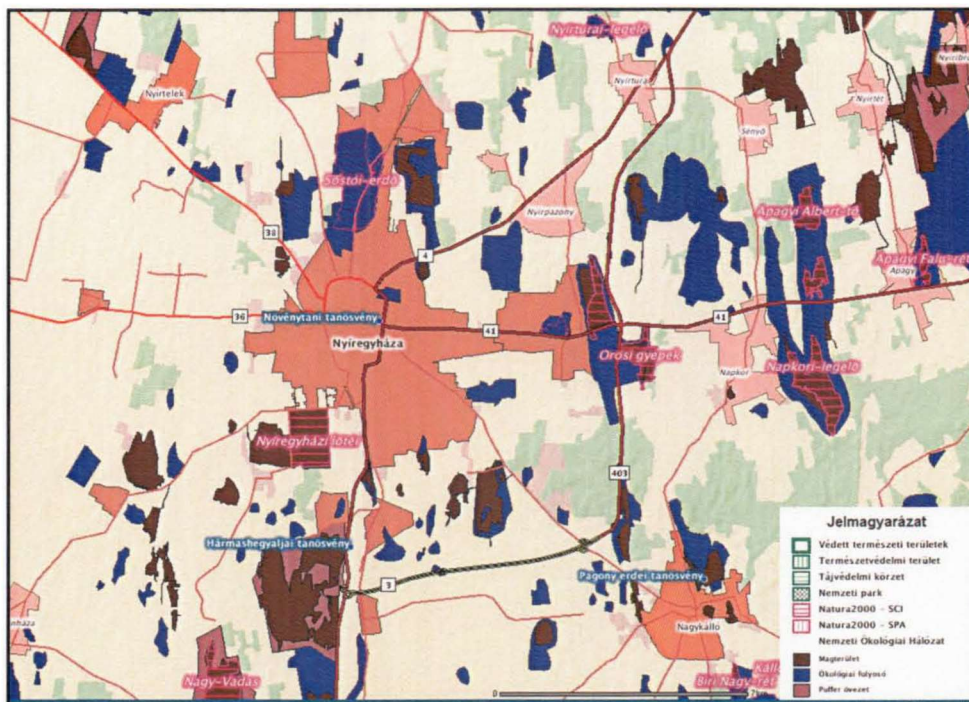 Nyírturai-legelő
Nyírtura
Nyírtelek
Nyírtét
Sényő
Sóstói-erdő
Nyírpazony
Apagyi Albert-tó
38
4
Apagyi Falu-rét
Apagy
36
Növénytani tanösvény
41
41
Nyíregyháza
Orosi gyepek
Napkor
Napkori-legelő
Nyíregyházi lőtér
403
Hármashegyaljai tanösvény
Pagony erdei tanösvény
3
Nagykálló
Nagy-Vadas
Biri Nagy-rét
0
Jelmagyarázat
Védett természeti területek
Természetvédelmi terület
Tájvédelmi körzet
Nemzeti park
Natura2000 - SCI
Natura2000 - SPA
Nemzeti Ökológiai Hálózat
Magterület
Ökológiai folyosó
Puffer övezet